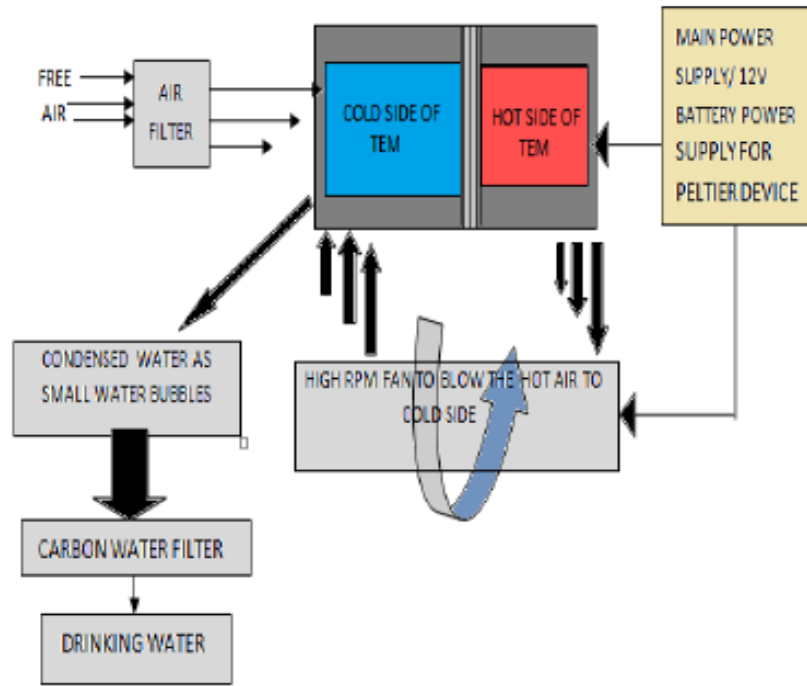 FREE
AIR
AIR
FILTER
COLD SIDE OF
TEM
HOT SIDE OF
TEM
MAIN POWER
SUPPLY/ 12V
BATTERY POWER
SUPPLY FOR
PELTIER DEVICE
CONDENSED WATER AS
SMALL WATER BUBBLES
HIGH RPM FAN TO BLOW THE HOT AIR TO
COLD SIDE
CARBON WATER FILTER
DRINKING WATER